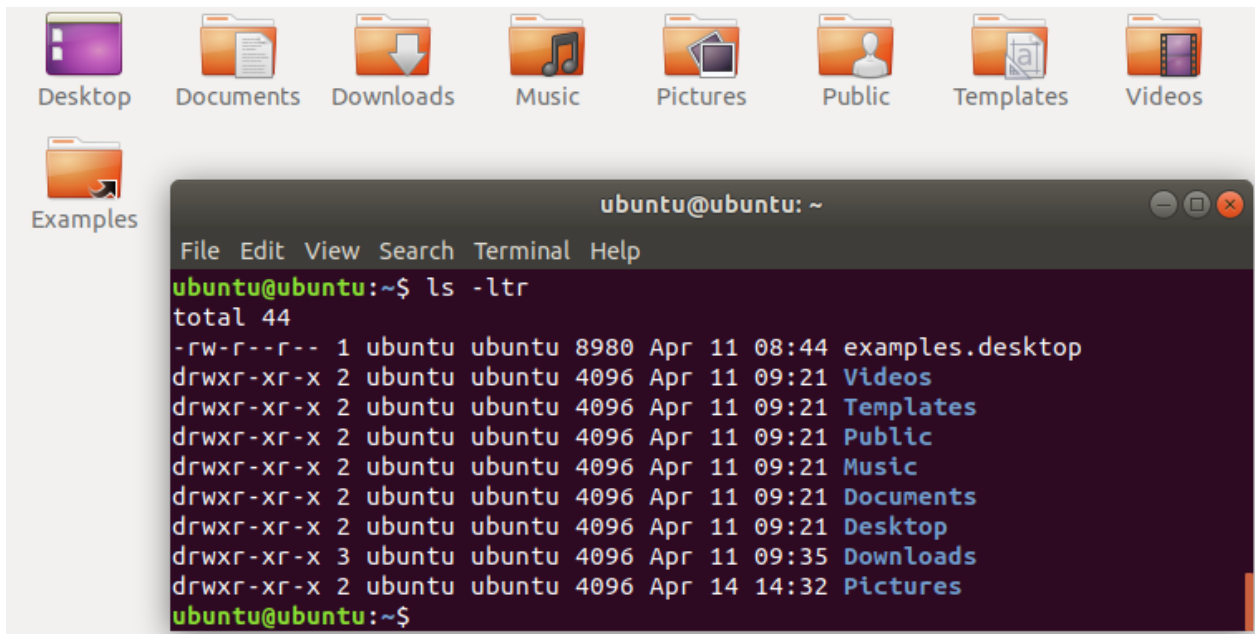 Desktop Documents Downloads Music Pictures Public Templates Videos
Examples
ubuntu@ubuntu: ~
File Edit View Search Terminal Help
ubuntu@ubuntu:~$ ls -ltr
total 44
-rw-r--r-- 1 ubuntu ubuntu 8980 Apr 11 08:44 examples.desktop
drwxr-xr-x 2 ubuntu ubuntu 4096 Apr 11 09:21 Videos
drwxr-xr-x 2 ubuntu ubuntu 4096 Apr 11 09:21 Templates
drwxr-xr-x 2 ubuntu ubuntu 4096 Apr 11 09:21 Public
drwxr-xr-x 2 ubuntu ubuntu 4096 Apr 11 09:21 Music
drwxr-xr-x 2 ubuntu ubuntu 4096 Apr 11 09:21 Documents
drwxr-xr-x 2 ubuntu ubuntu 4096 Apr 11 09:21 Desktop
drwxr-xr-x 3 ubuntu ubuntu 4096 Apr 11 09:35 Downloads
drwxr-xr-x 2 ubuntu ubuntu 4096 Apr 14 14:32 Pictures
ubuntu@ubuntu:~$